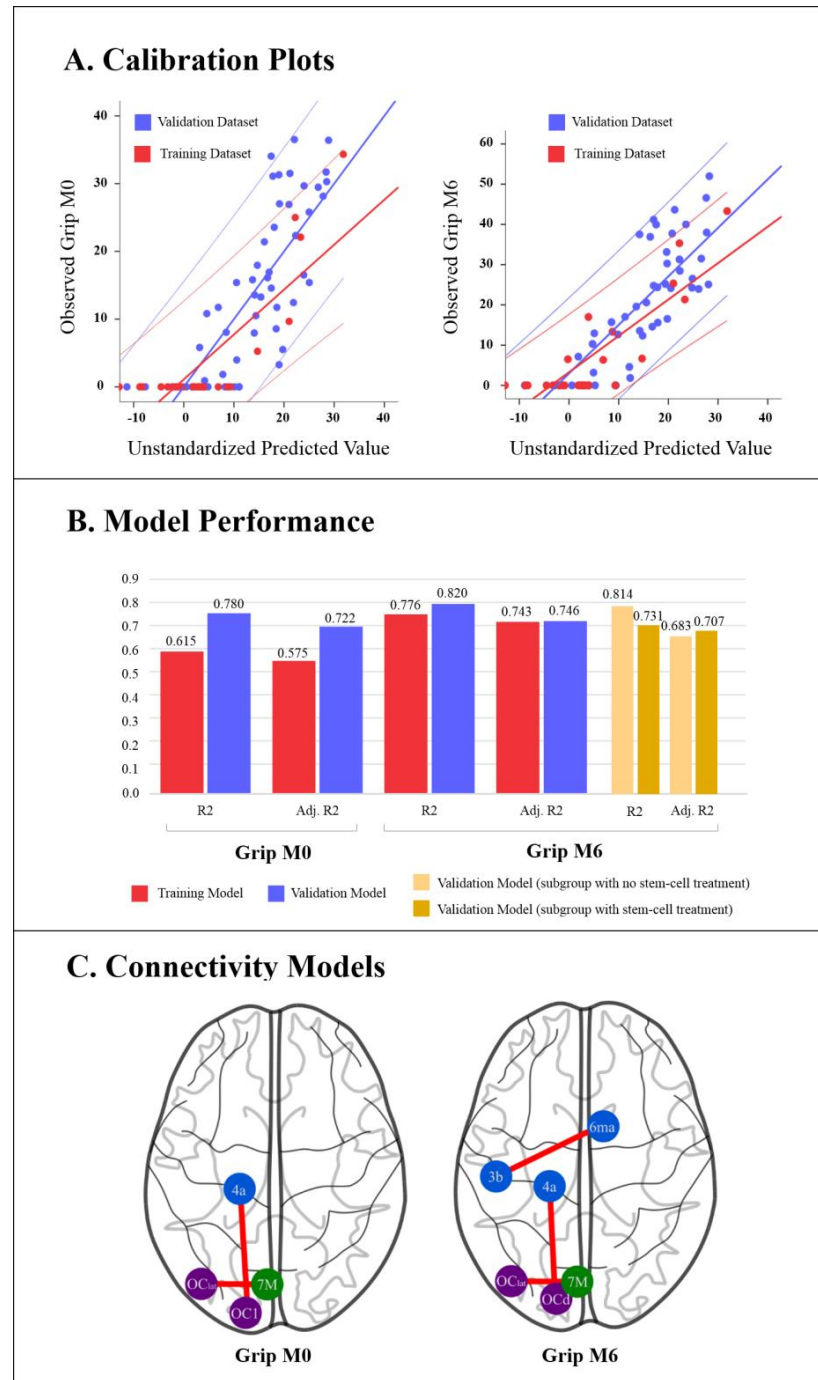 A. Calibration Plots
Validation Dataset
Training Dataset
Observed Grip M0
40
30
20
10
0
-10 0 10 20 30 40
Unstandardized Predicted Value
Validation Dataset
Training Dataset
Observed Grip M6
60
50
40
30
20
10
0
-10 0 10 20 30 40
Unstandardized Predicted Value
B. Model Performance
0.9
0.8
0.7
0.6
0.5
0.4
0.3
0.2
0.1
0.0
0.615 0.780 0.575 0.722 0.776 0.820 0.743 0.746 0.814 0.731 0.683 0.707
R2 Adj. R2 R2 Adj. R2 R2 Adj. R2
Grip M0 Grip M6
Training Model
Validation Model
Validation Model (subgroup with no stem-cell treatment)
Validation Model (subgroup with stem-cell treatment)
C. Connectivity Models
4a
OClat 7M
OC1
Grip M0
6ma
3b
4a
OClat 7M
OCd
Grip M6